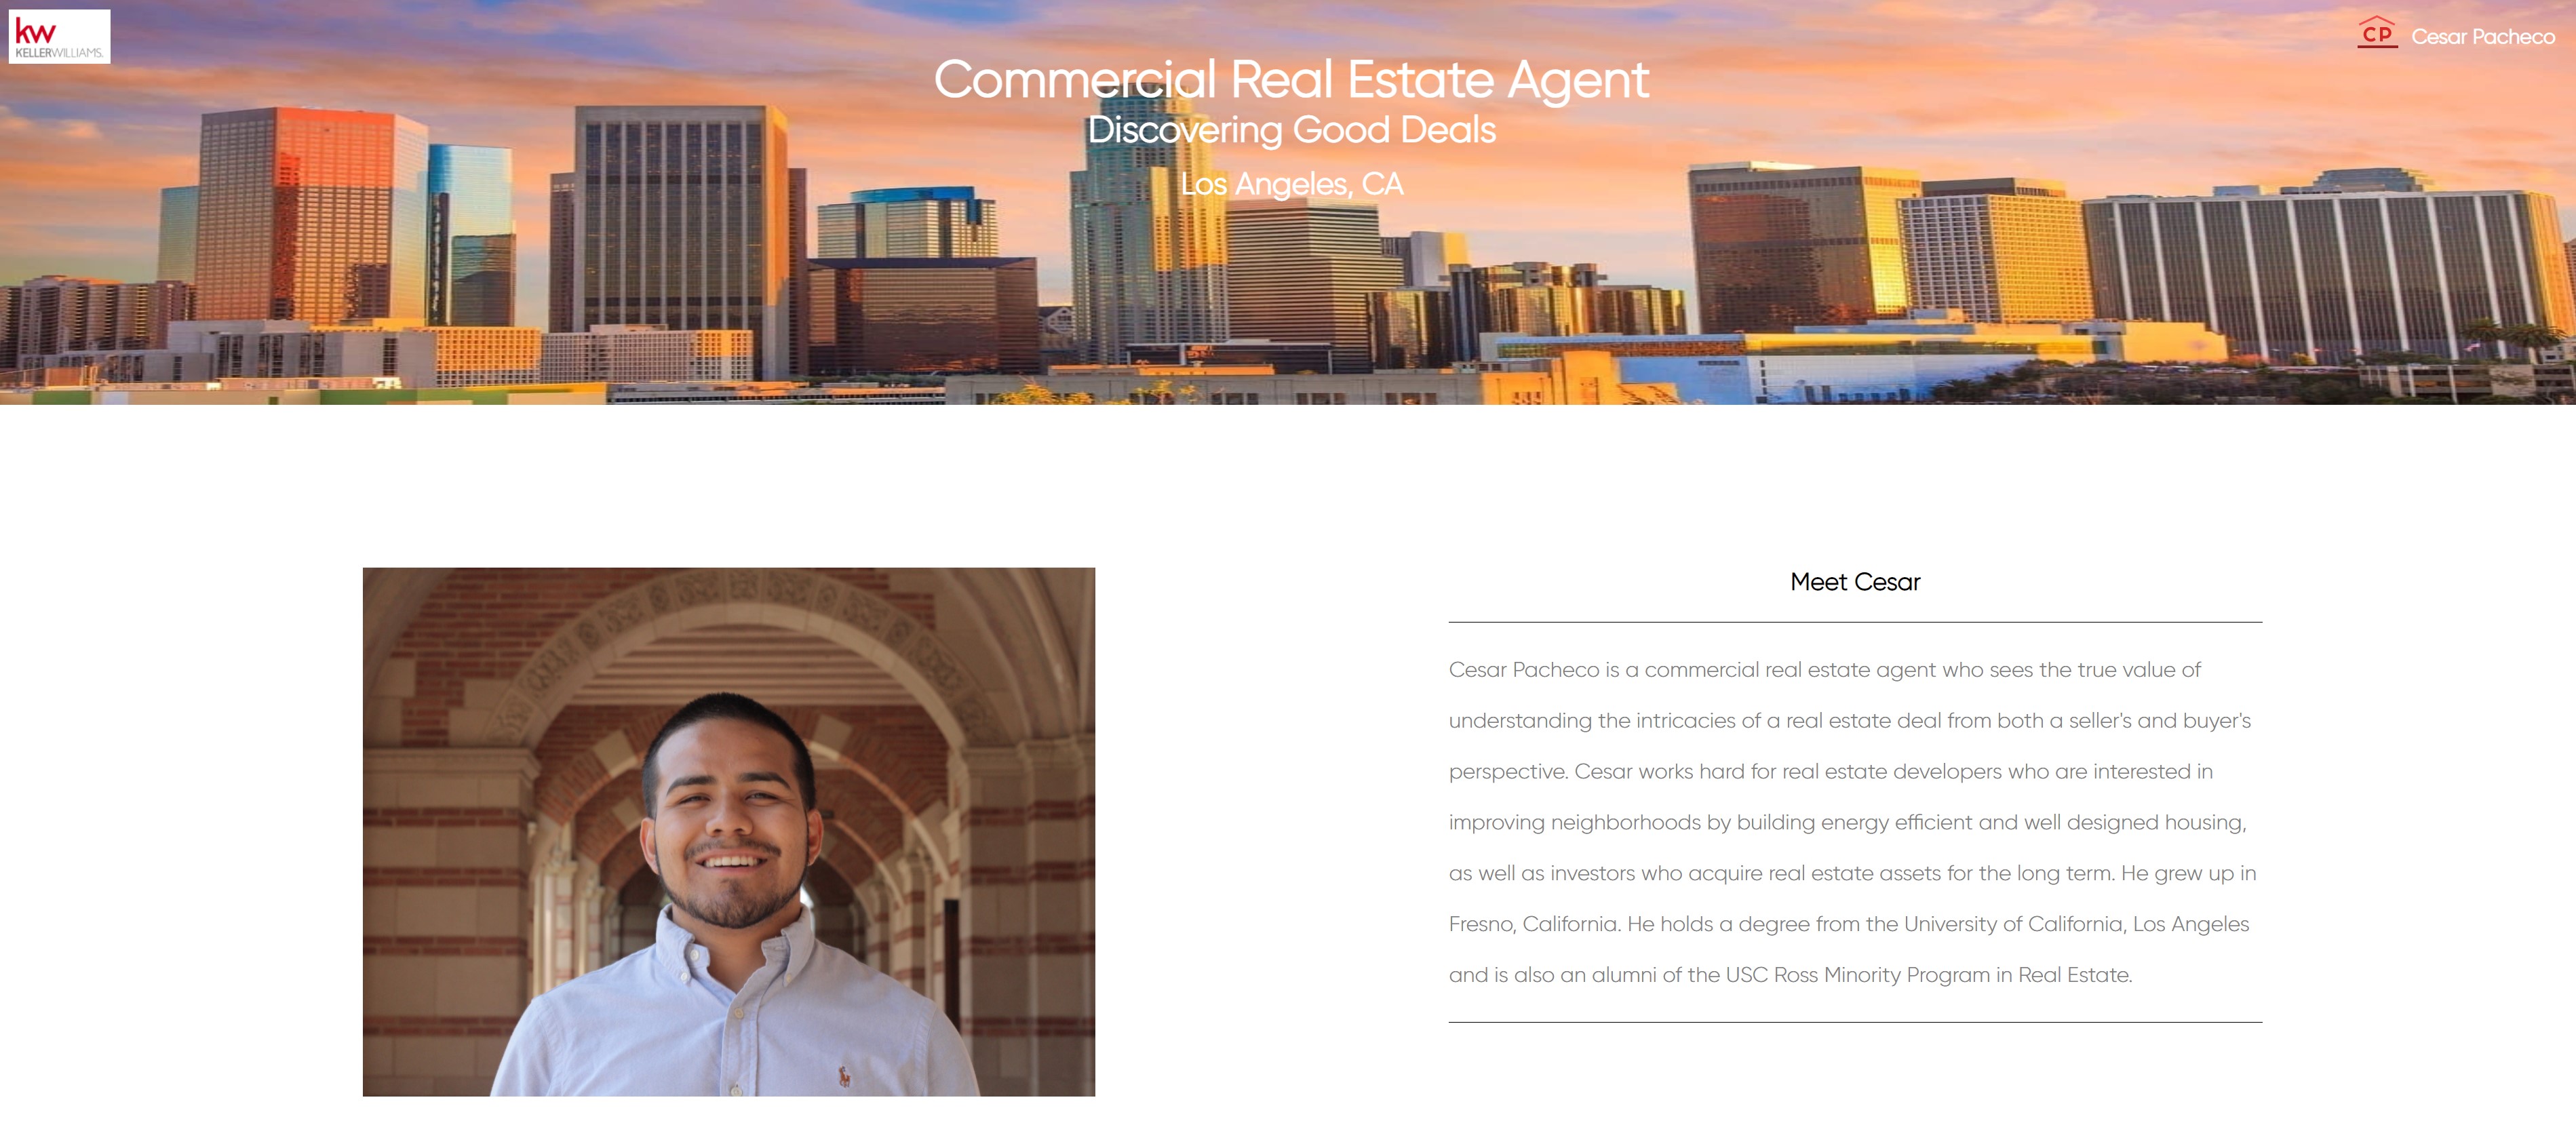 kw
KELLERWILLIAMS.
CP
Cesar Pacheco
Commercial Real Estate Agent
Discovering Good Deals
Los Angeles, CA
Meet Cesar
Cesar Pacheco is a commercial real estate agent who sees the true value of
understanding the intricacies of a real estate deal from both a seller's and buyer's
perspective. Cesar works hard for real estate developers who are interested in
improving neighborhoods by building energy efficient and well designed housing,
as well as investors who acquire real estate assets for the long term. He grew up in
Fresno, California. He holds a degree from the University of California, Los Angeles
and is also an alumni of the USC Ross Minority Program in Real Estate.